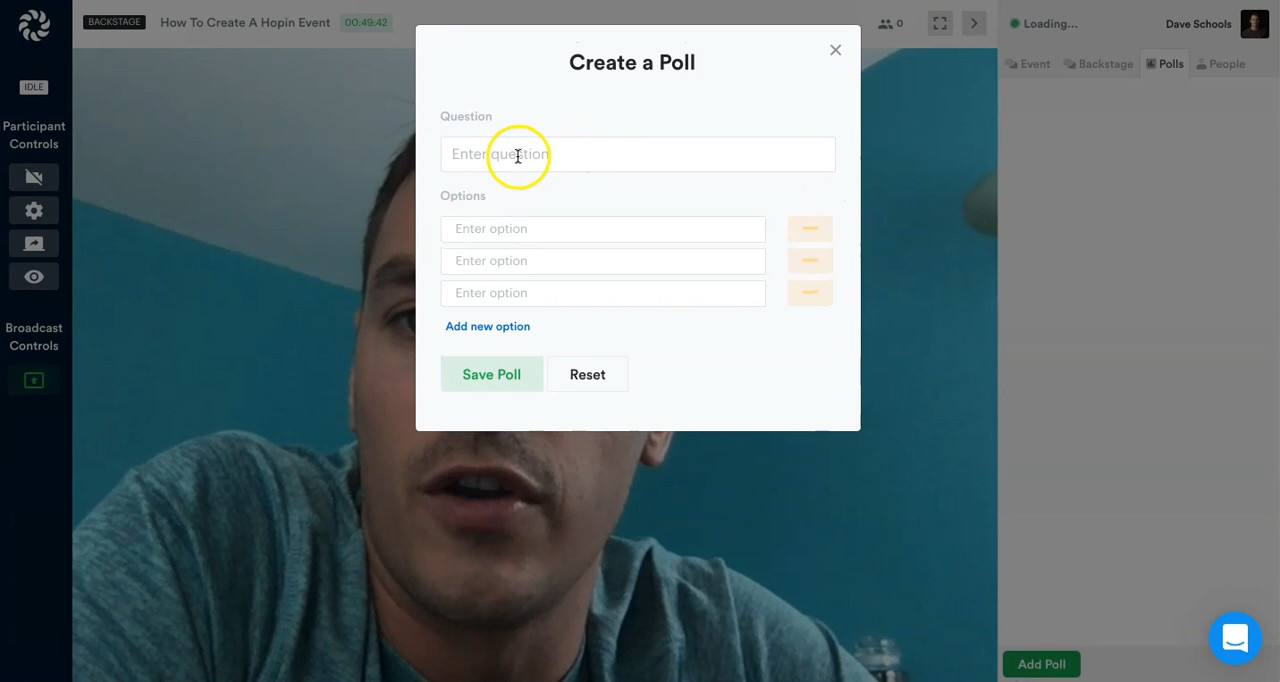 BACKSTAGE
How To Create A Hopin Event
00:49:42
0
Loading...
Dave Schools
Event
Backstage
Polls
People
IDLE
Participant
Controls
Broadcast
Controls
Create a Poll
Question
Enter question
Options
Enter option
Enter option
Enter option
Add new option
Save Poll
Reset
Add Poll